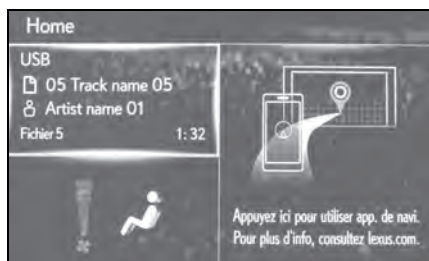 Home
USB
05 Track name 05
Artist name 01
Fichier 5 1:32
Appuyez ici pour utiliser app. de navi.
Pour plus d'info, consultez lexus.com.